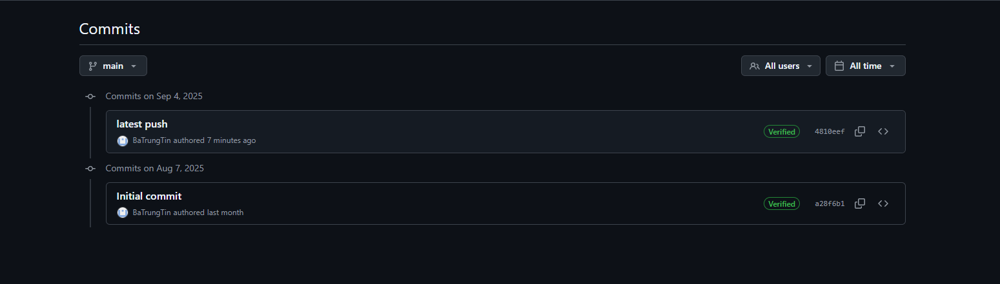 Commits
main
All users
All time
Commits on Sep 4, 2025
latest push
BaTrungTin authored 7 minutes ago
Verified
4810eef
Commits on Aug 7, 2025
Initial commit
BaTrungTin authored last month
Verified
a28f6b1